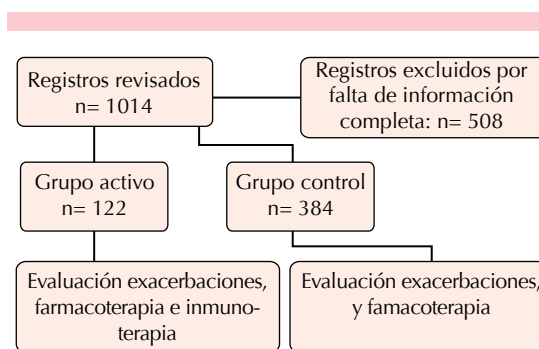 Registros revisados
n= 1014
Registros excluidos por
falta de información
completa: n= 508
Grupo activo
n= 122
Grupo control
n= 384
Evaluación exacerbaciones,
farmacoterapia e inmuno-
terapia
Evaluación exacerbaciones,
y famacoterapia